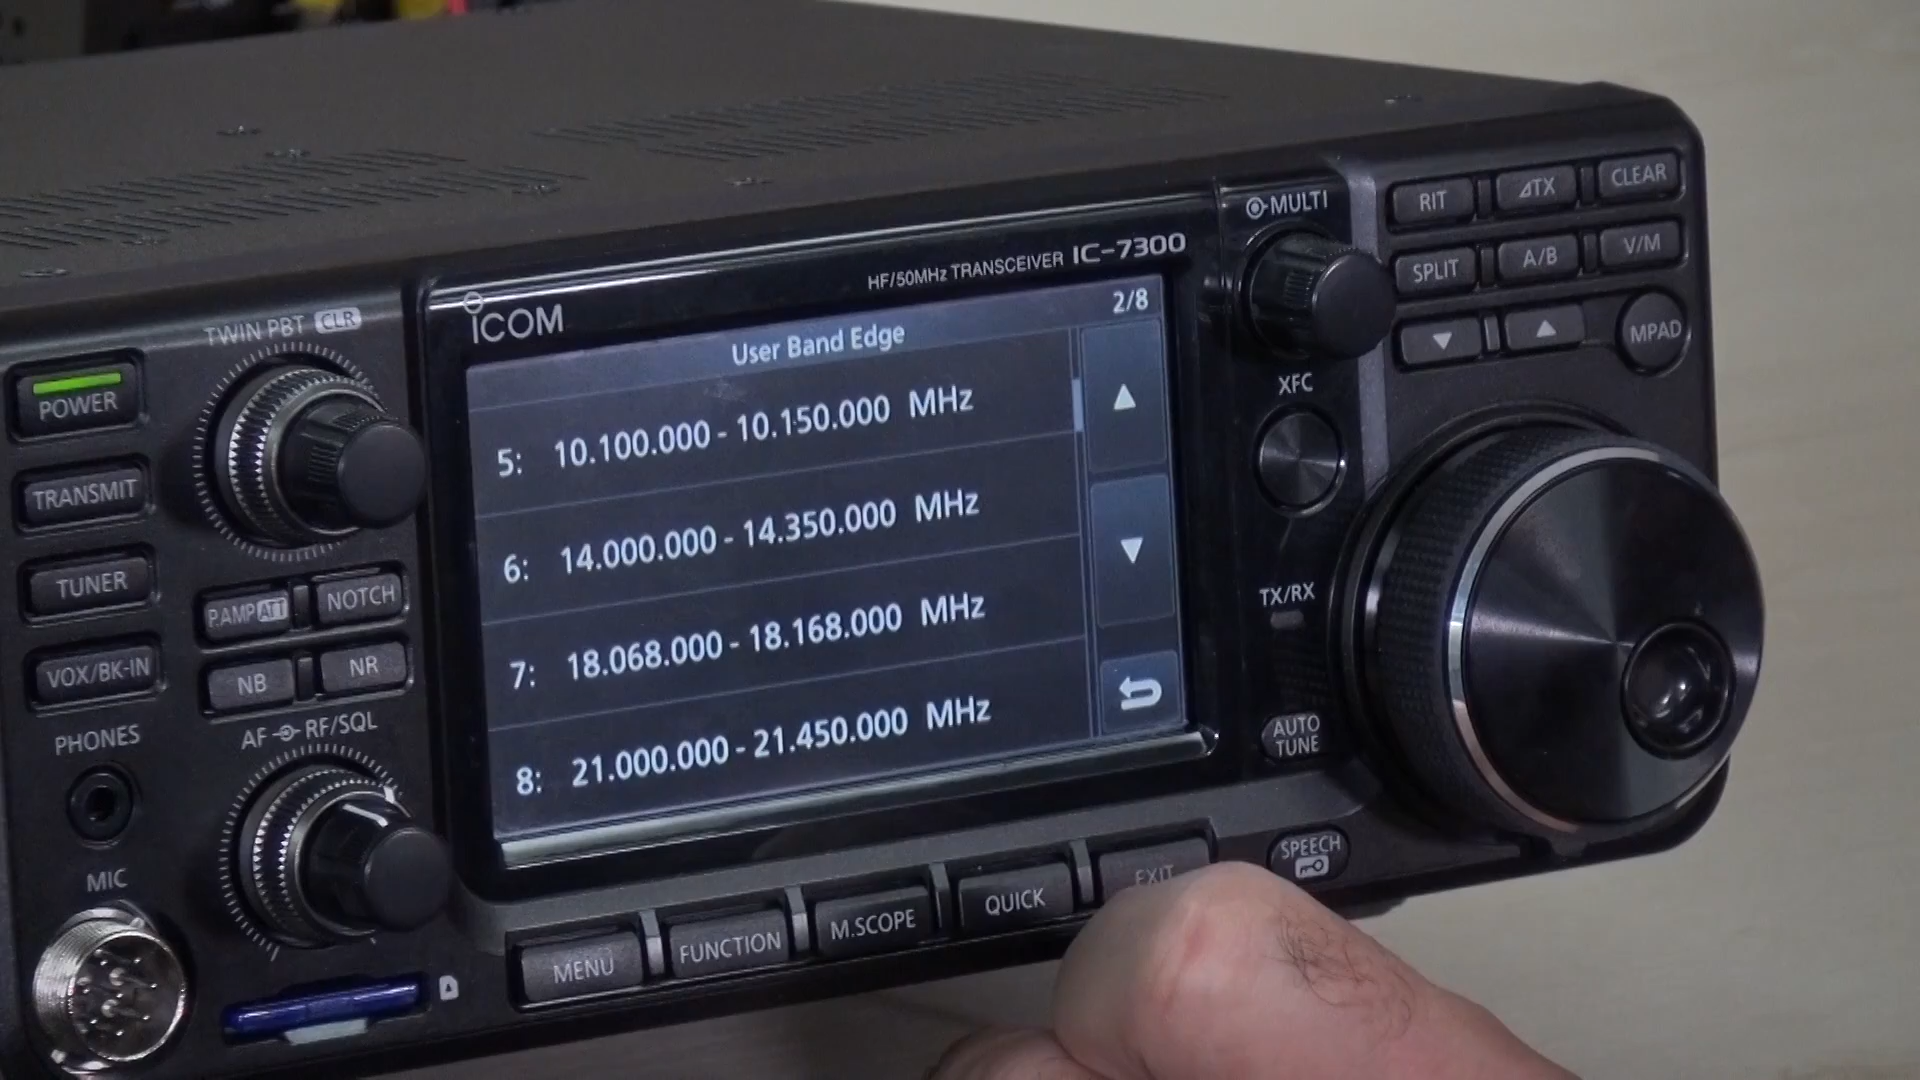 TWIN PBT CLR
POWER
TRANSMIT
TUNER
VOX/BK-IN
P.AMP ATT
NOTCH
NB
NR
AF RF/SQL
PHONES
MIC
ICOM
HF/50MHz TRANSCEIVER IC-7300
User Band Edge
2/8
5: 10.100.000 - 10.150.000 MHz
6: 14.000.000 - 14.350.000 MHz
7: 18.068.000 - 18.168.000 MHz
8: 21.000.000 - 21.450.000 MHz
MENU
FUNCTION
M.SCOPE
QUICK
EXIT
MULTI
XFC
TX/RX
AUTO
TUNE
SPEECH
RIT
⊿TX
CLEAR
SPLIT
A/B
V/M
MPAD